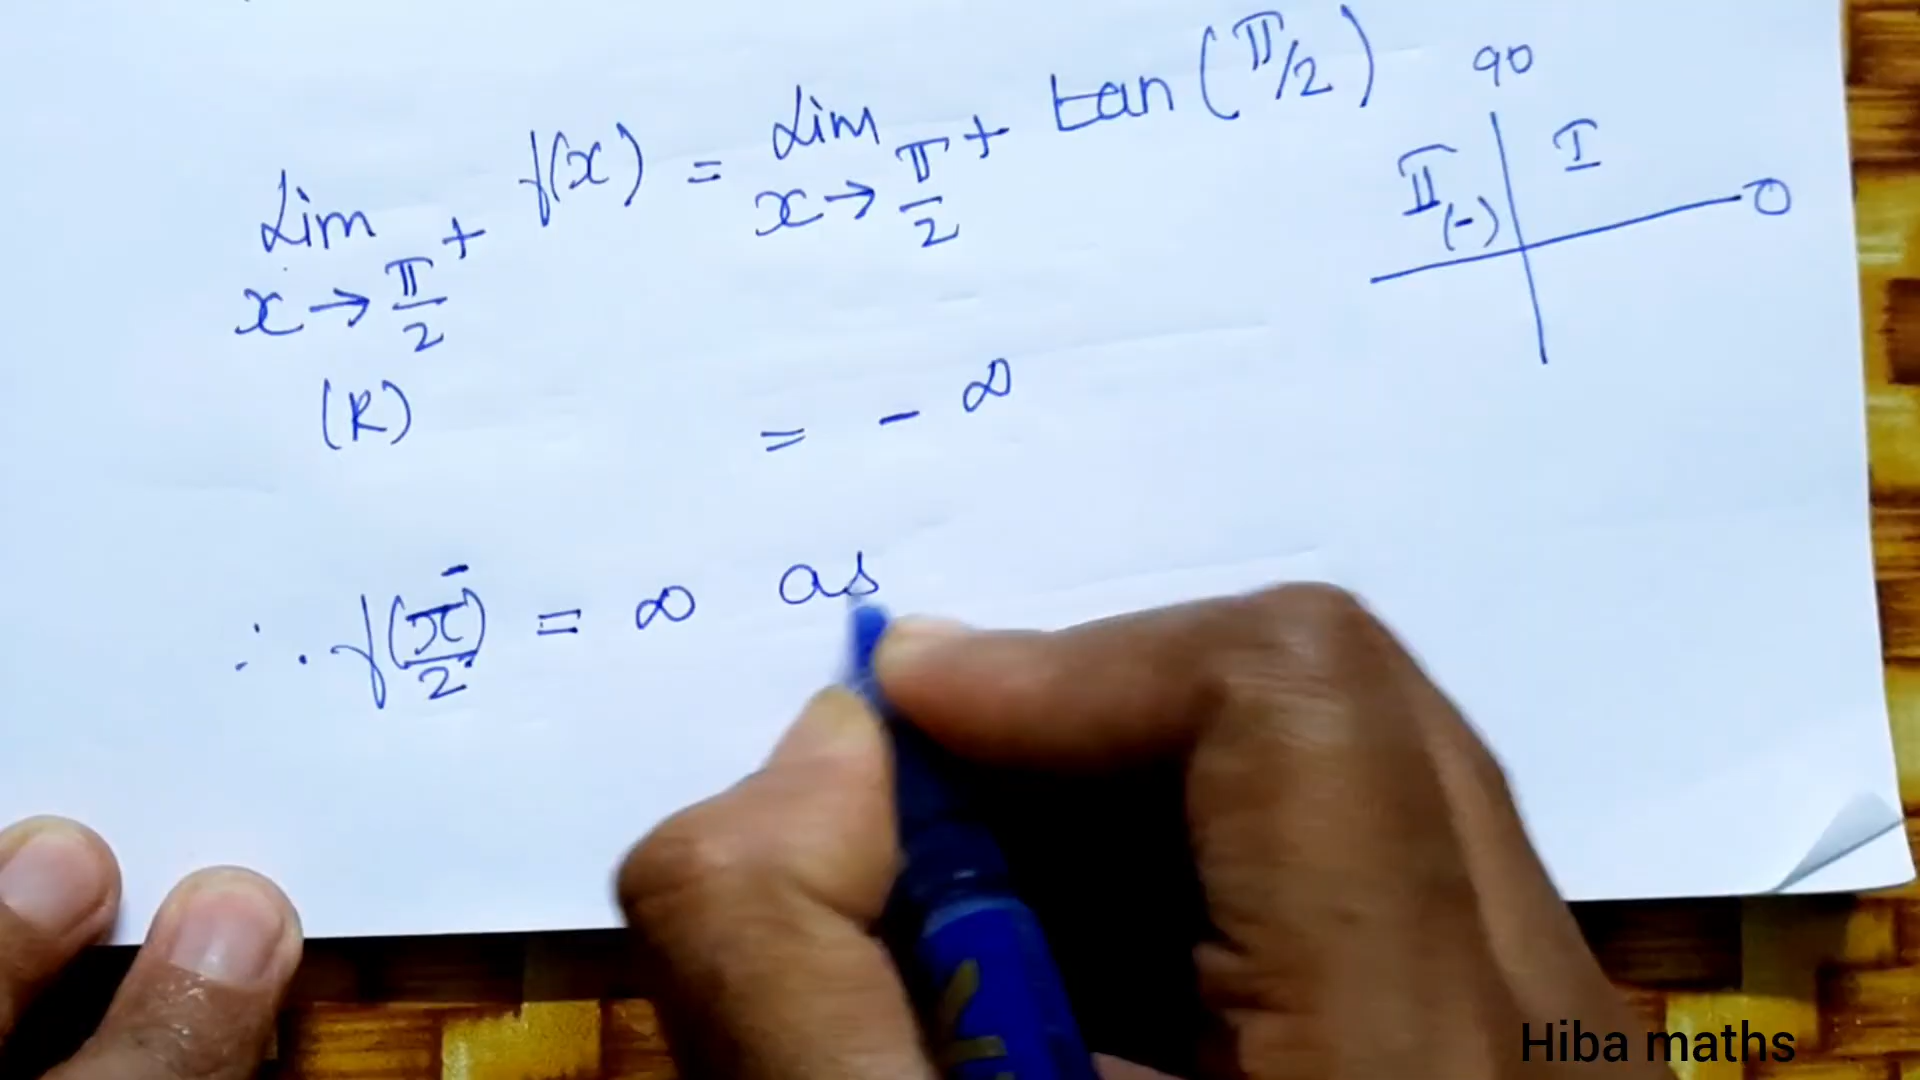 Lim x→π/2⁺ f(x) = Lim x→π/2⁺ tan(π/2)
(R)
= - ∞
∴ f(π/2⁻) = ∞ as
90
II (-) I
0
Hiba maths